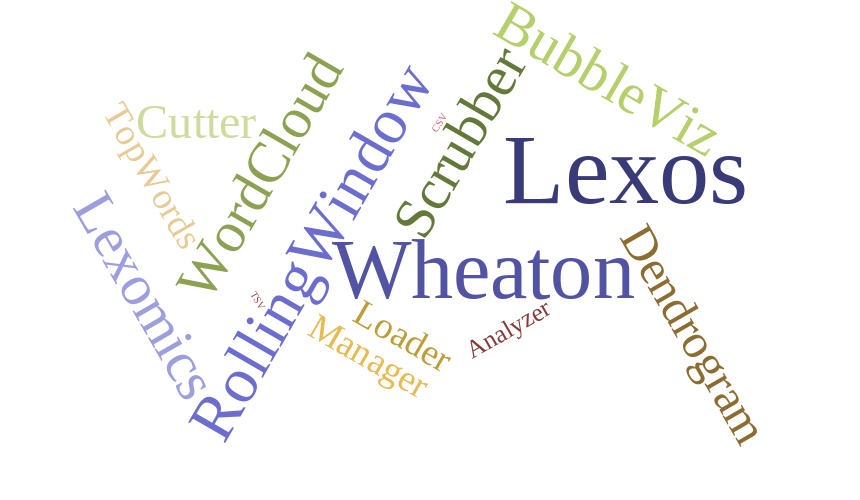 BubbleViz
Scrubber
CSV
WordCloud
RollingWindow
Cutter
TopWords
Lexos
Lexomics
Wheaton
Dendrogram
TSV
Loader
Manager
Analyzer